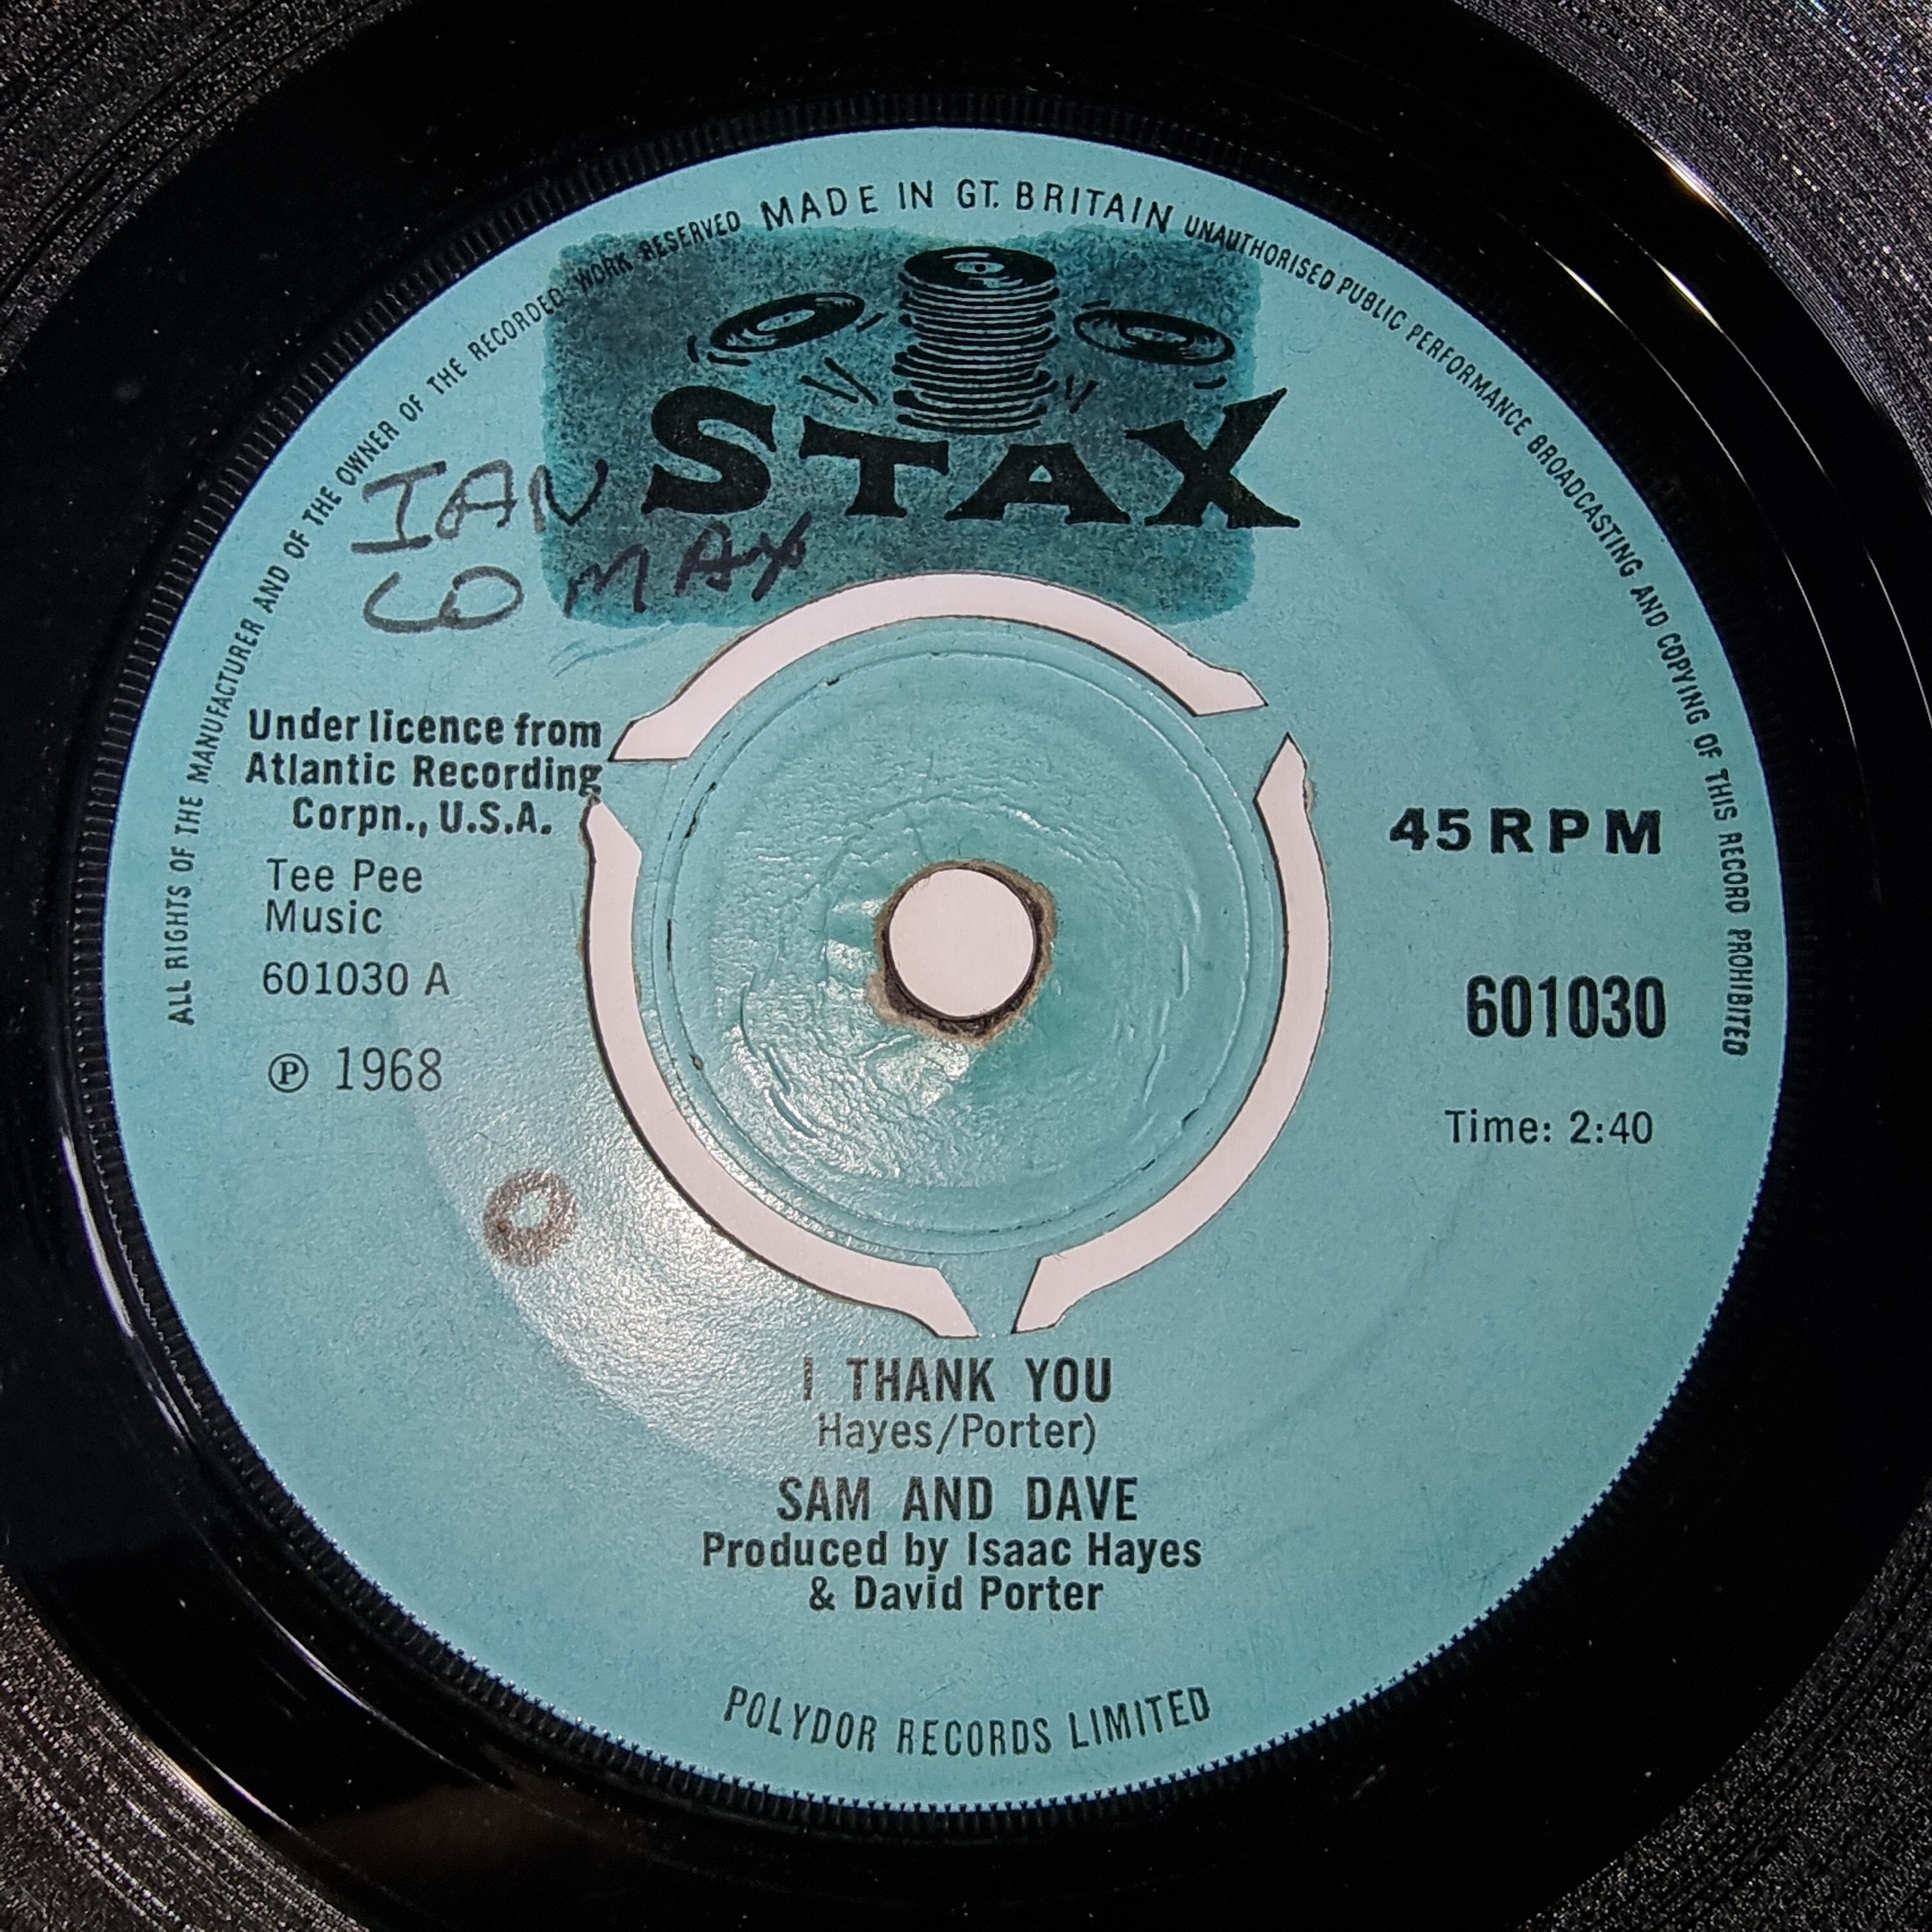 ALL RIGHTS OF THE MANUFACTURER AND OF THE OWNER OF THE RECORDED WORK RESERVED MADE IN GT. BRITAIN UNAUTHORISED PUBLIC PERFORMANCE BROADCASTING AND COPYING OF THIS RECORD PROHIBITED
STAX
IAN
LOMAX
Under licence from
Atlantic Recording
Corpn., U.S.A.
Tee Pee
Music
601030 A
℗ 1968
45 RPM
601030
Time: 2:40
I THANK YOU
Hayes/Porter)
SAM AND DAVE
Produced by Isaac Hayes
& David Porter
POLYDOR RECORDS LIMITED